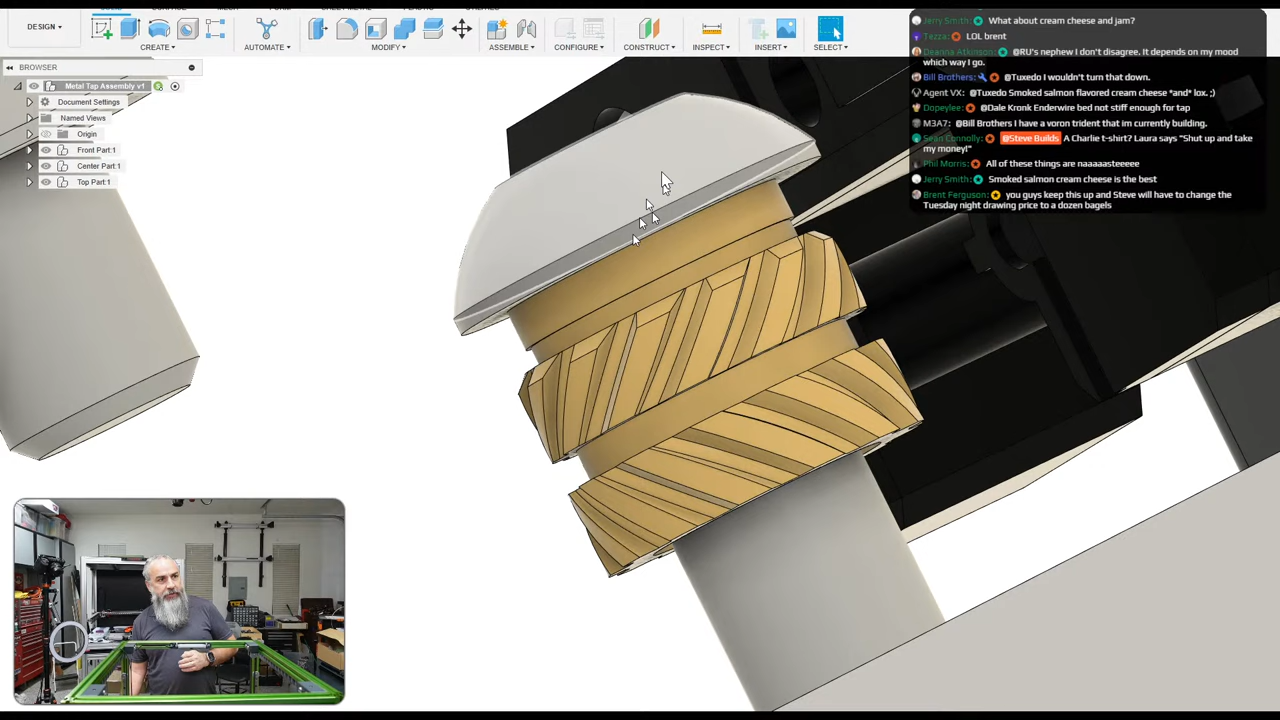 DESIGN
CREATE
AUTOMATE
MODIFY
ASSEMBLE
CONFIGURE
CONSTRUCT
INSPECT
INSERT
SELECT
BROWSER
Metal Tap Assembly v1
Document Settings
Named Views
Origin
Front Part:1
Center Part:1
Top Part:1
Jerry Smith: What about cream cheese and jam?
Tezza: LOL brent
Deanna Atkinson: @RU's nephew I don't disagree. It depends on my mood
which way I go.
Bill Brothers: @Tuxedo I wouldn't turn that down.
Agent VX: @Tuxedo Smoked salmon flavored cream cheese *and* lox. ;)
Dopeylee: @Dale Kronk Enderwire bed not stiff enough for tap
M3A7: @Bill Brothers I have a voron trident that im currently building.
Sean Connolly: @Steve Builds A Charlie t-shirt? Laura says "Shut up and take
my money!"
Phil Morris: All of these things are naaaasteeeee
Jerry Smith: Smoked salmon cream cheese is the best
Brent Ferguson: you guys keep this up and Steve will have to change the
Tuesday night drawing price to a dozen bagels